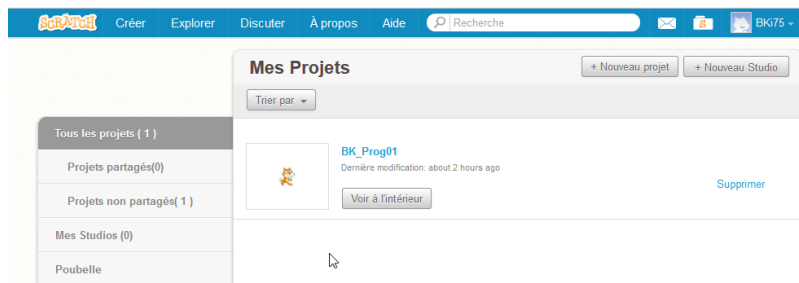 SCRATCH Créer Explorer Discuter À propos Aide Recherche S BKi75
Mes Projets + Nouveau projet + Nouveau Studio
Trier par
Tous les projets ( 1 )
Projets partagés(0)
Projets non partagés( 1 )
Mes Studios (0)
Poubelle
BK_Prog01
Dernière modification: about 2 hours ago
Voir à l'intérieur
Supprimer